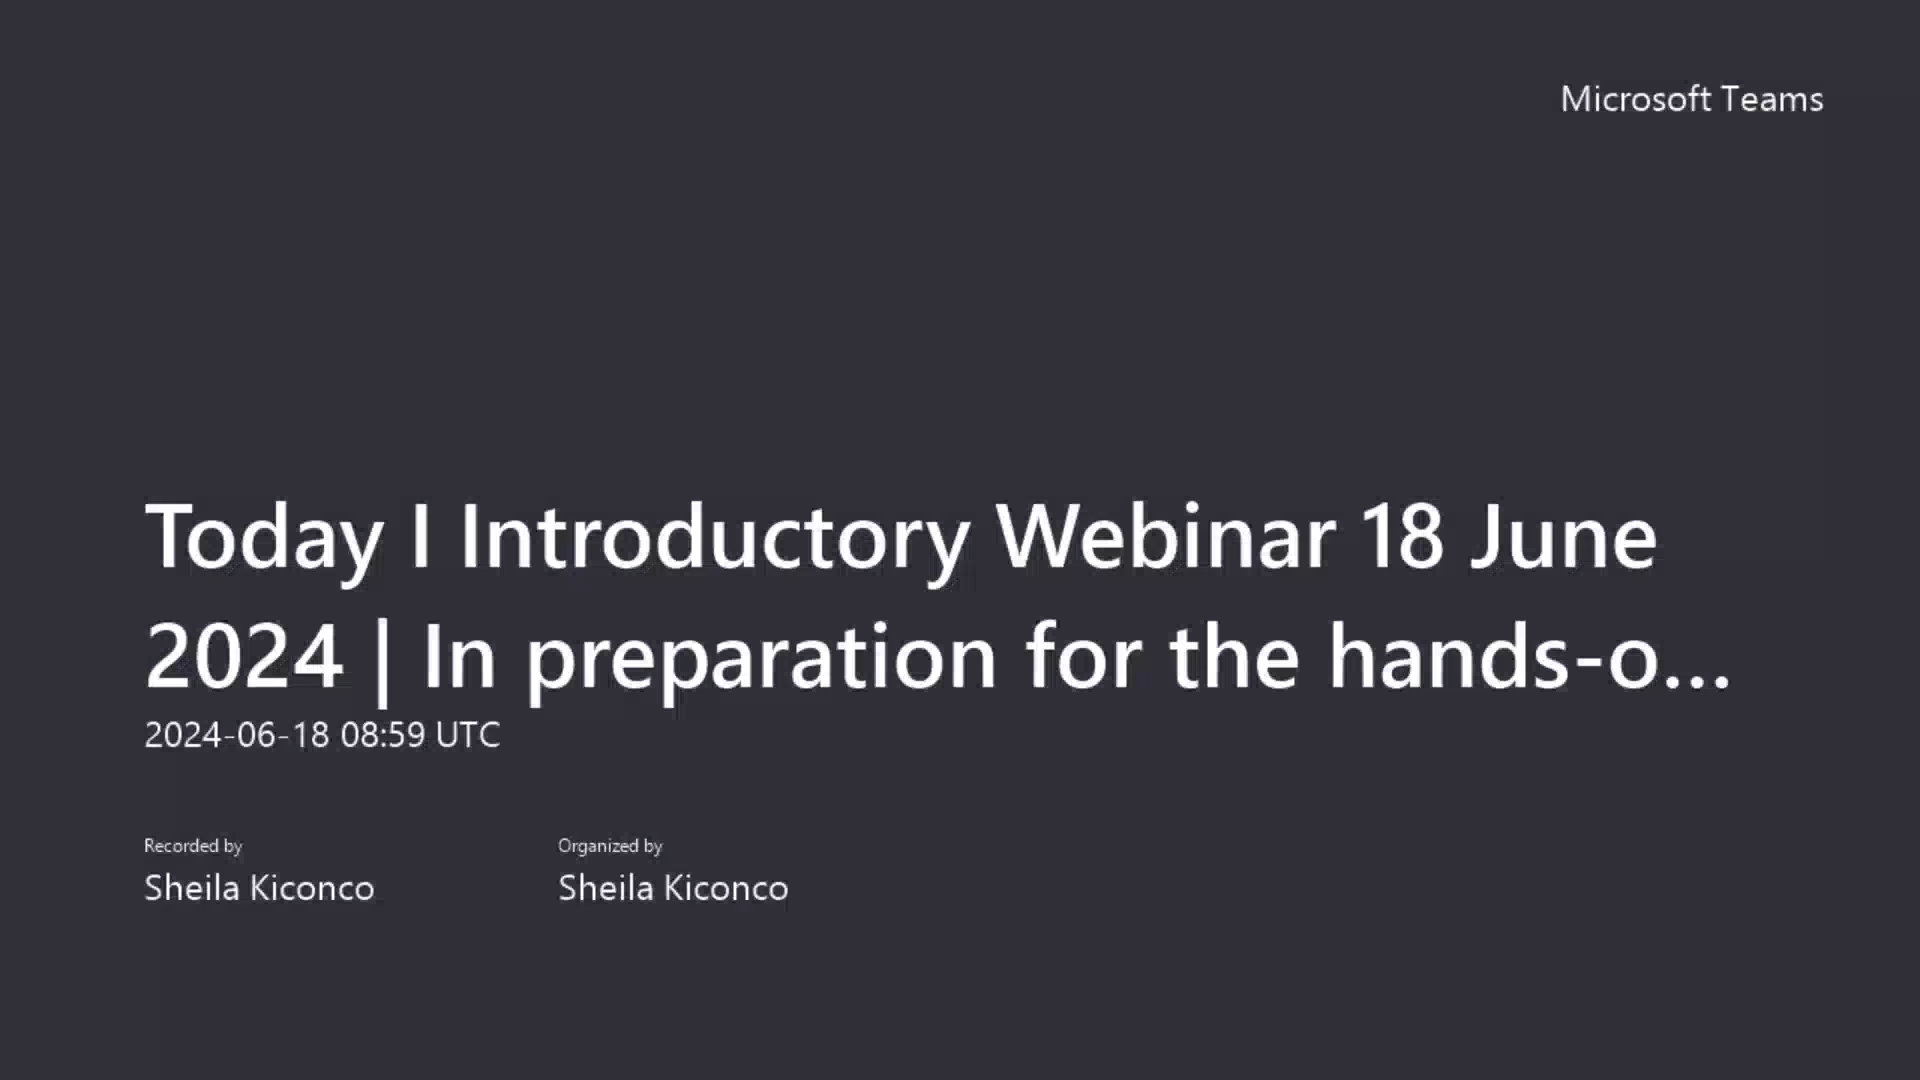 Microsoft Teams
Today I Introductory Webinar 18 June
2024 | In preparation for the hands-o...
2024-06-18 08:59 UTC
Recorded by
Sheila Kiconco
Organized by
Sheila Kiconco